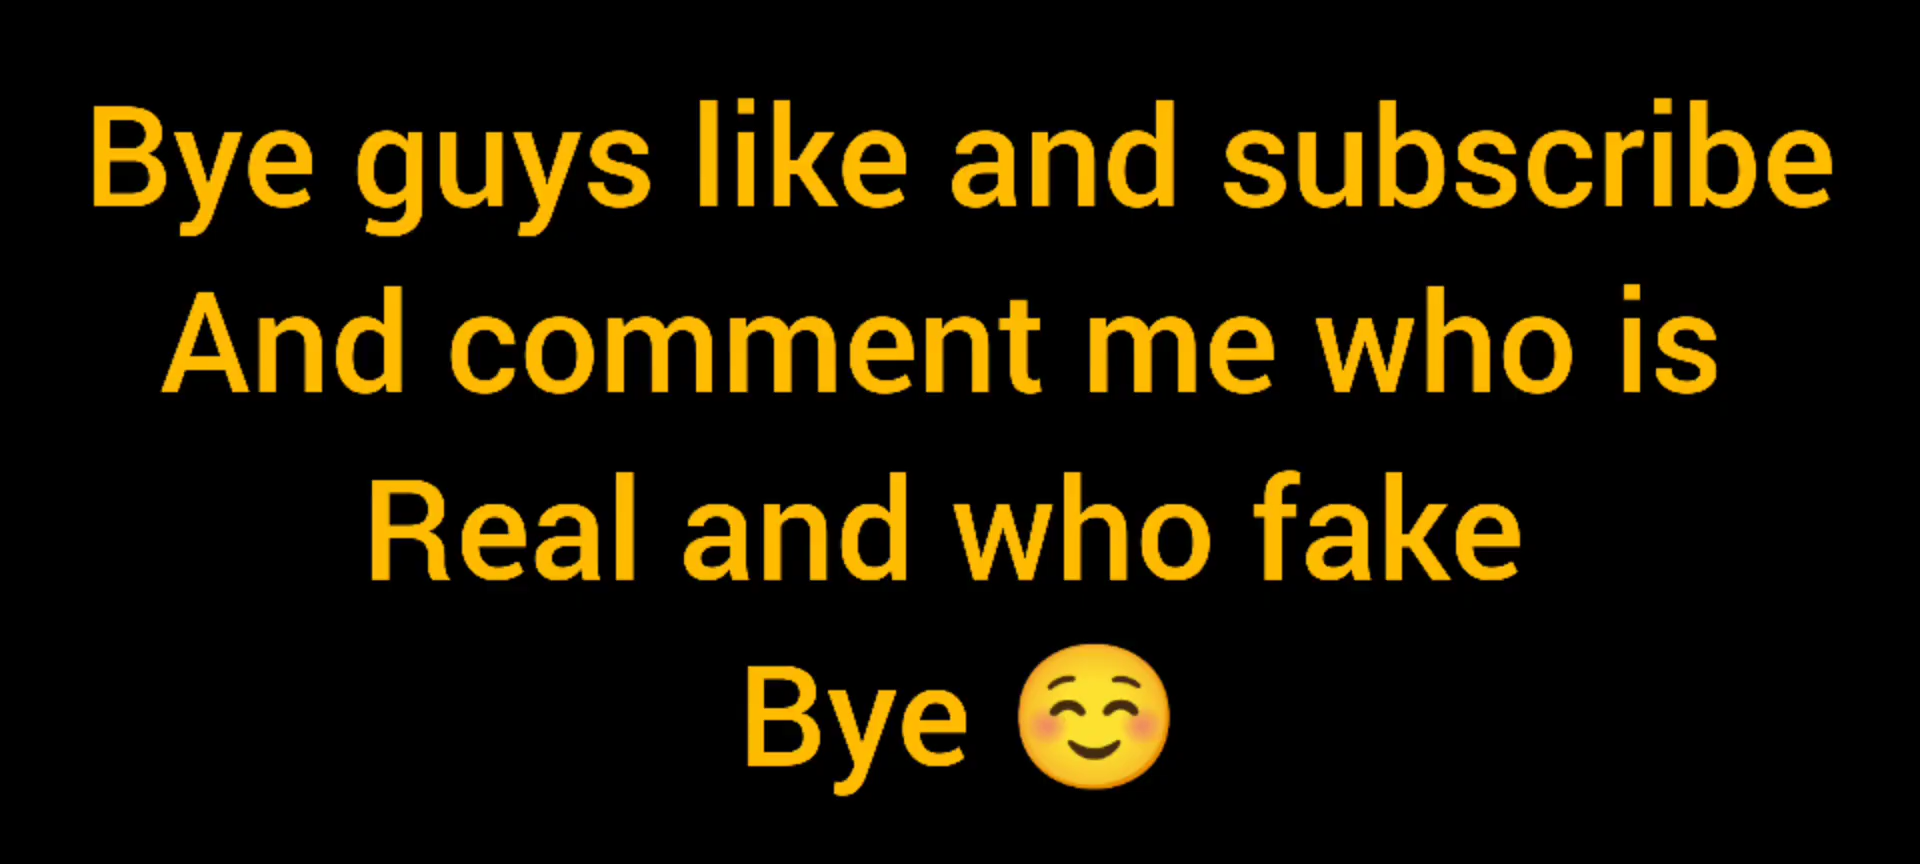 Bye guys like and subscribe
And comment me who is
Real and who fake
Bye ☺️